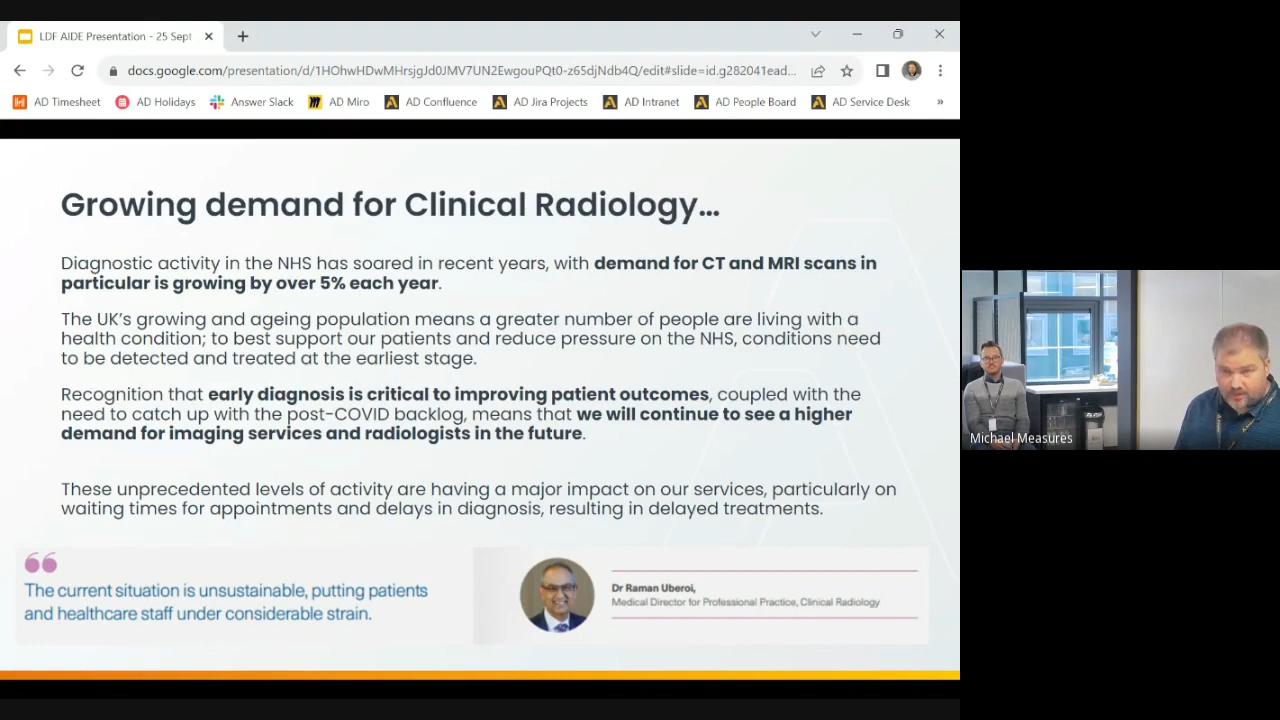 LDF AIDE Presentation - 25 Sept
docs.google.com/presentation/d/1HOhwHDwMHrsjgJd0JMV7UN2EwgouPQt0-z65djNdb4Q/edit#slide=id.g282041ead...
AD Timesheet AD Holidays Answer Slack AD Miro AD Confluence AD Jira Projects AD Intranet AD People Board AD Service Desk »
Growing demand for Clinical Radiology...
Diagnostic activity in the NHS has soared in recent years, with demand for CT and MRI scans in
particular is growing by over 5% each year.
The UK's growing and ageing population means a greater number of people are living with a
health condition; to best support our patients and reduce pressure on the NHS, conditions need
to be detected and treated at the earliest stage.
Recognition that early diagnosis is critical to improving patient outcomes, coupled with the
need to catch up with the post-COVID backlog, means that we will continue to see a higher
demand for imaging services and radiologists in the future.
These unprecedented levels of activity are having a major impact on our services, particularly on
waiting times for appointments and delays in diagnosis, resulting in delayed treatments.
The current situation is unsustainable, putting patients
and healthcare staff under considerable strain.
Dr Raman Uberoi,
Medical Director for Professional Practice, Clinical Radiology
Michael Measures